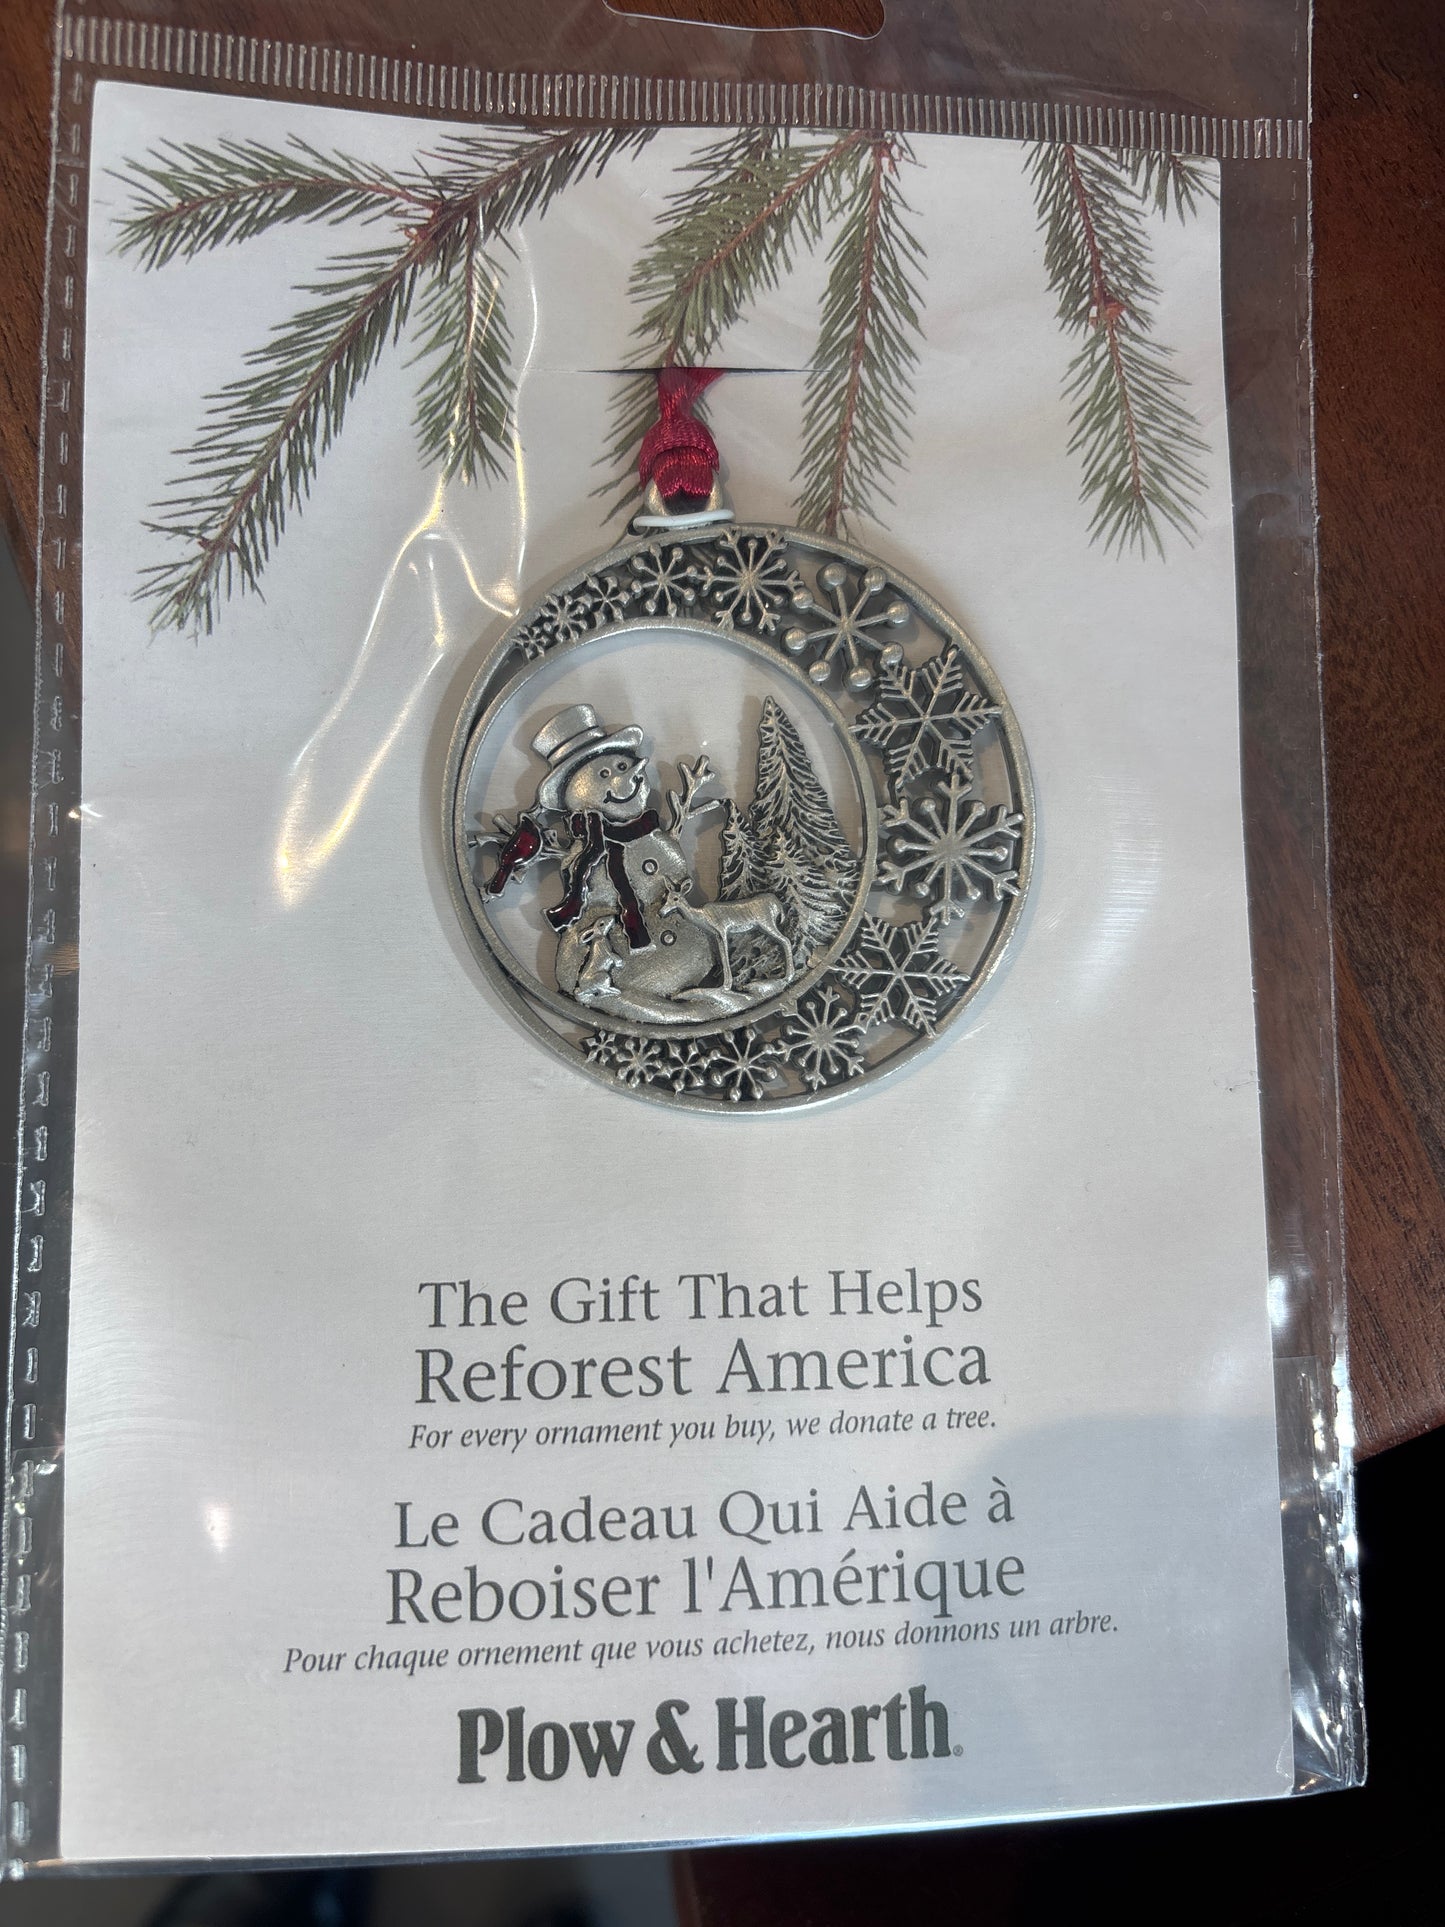 The Gift That Helps
Reforest America
For every ornament you buy, we donate a tree.
Le Cadeau Qui Aide à
Reboiser l'Amérique
Pour chaque ornement que vous achetez, nous donnons un arbre.
Plow & Hearth®